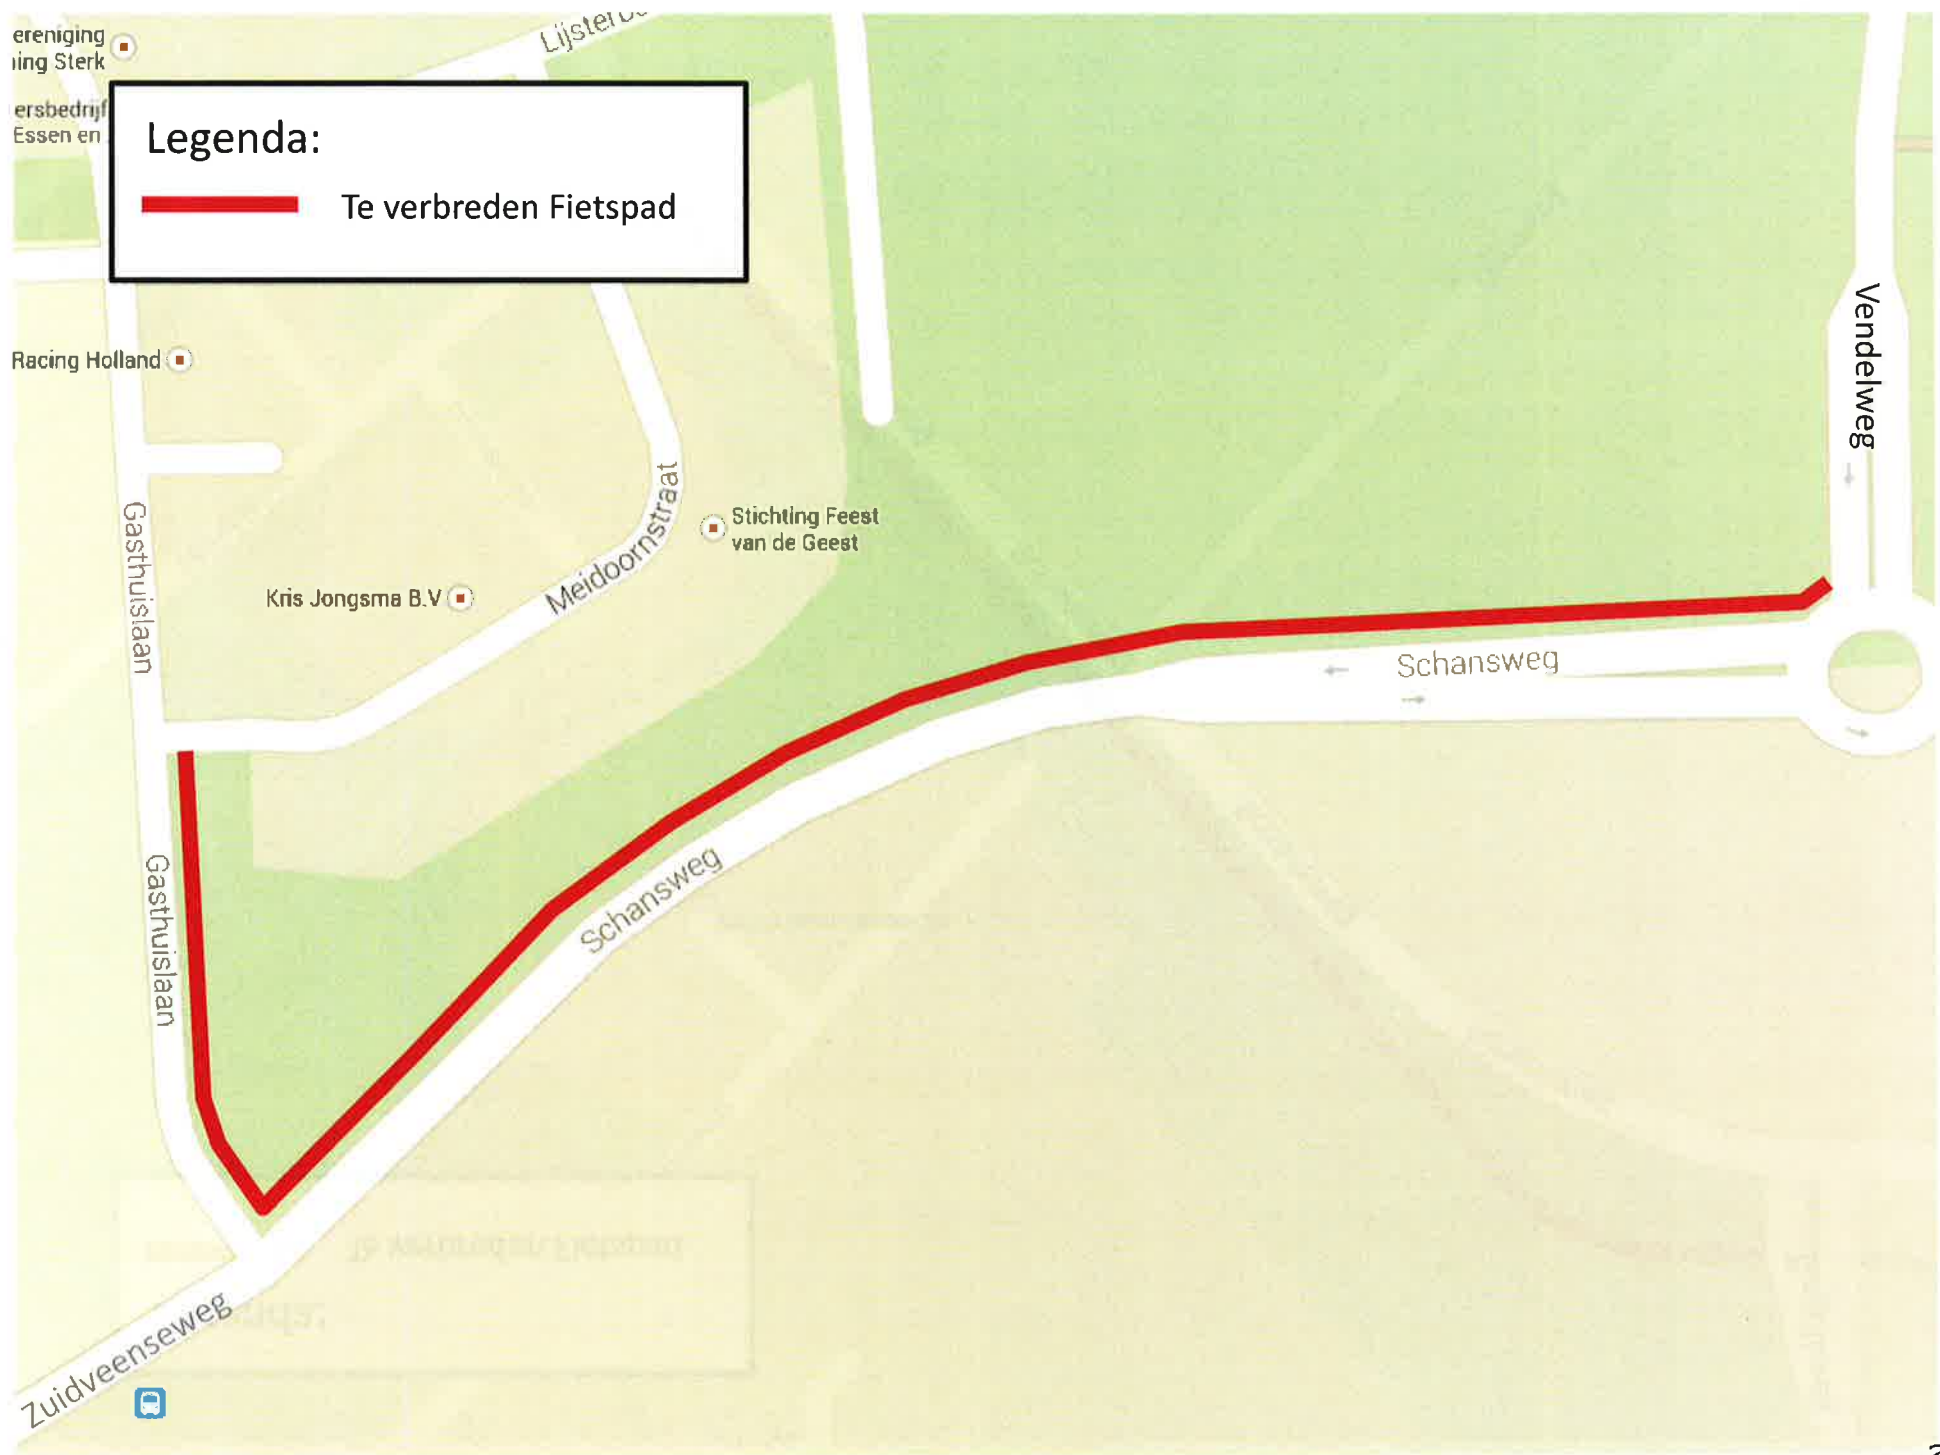 ereniging
ing Sterk
ersbedrijf
Essen en
Legenda:
Te verbreden Fietspad
Racing Holland
Gasthuislaan
Meidoornstraat
Stichting Feest
van de Geest
Kris Jongsma B.V
Vendelweg
Schansweg
Gasthuislaan
Schansweg
Zuidveenseweg